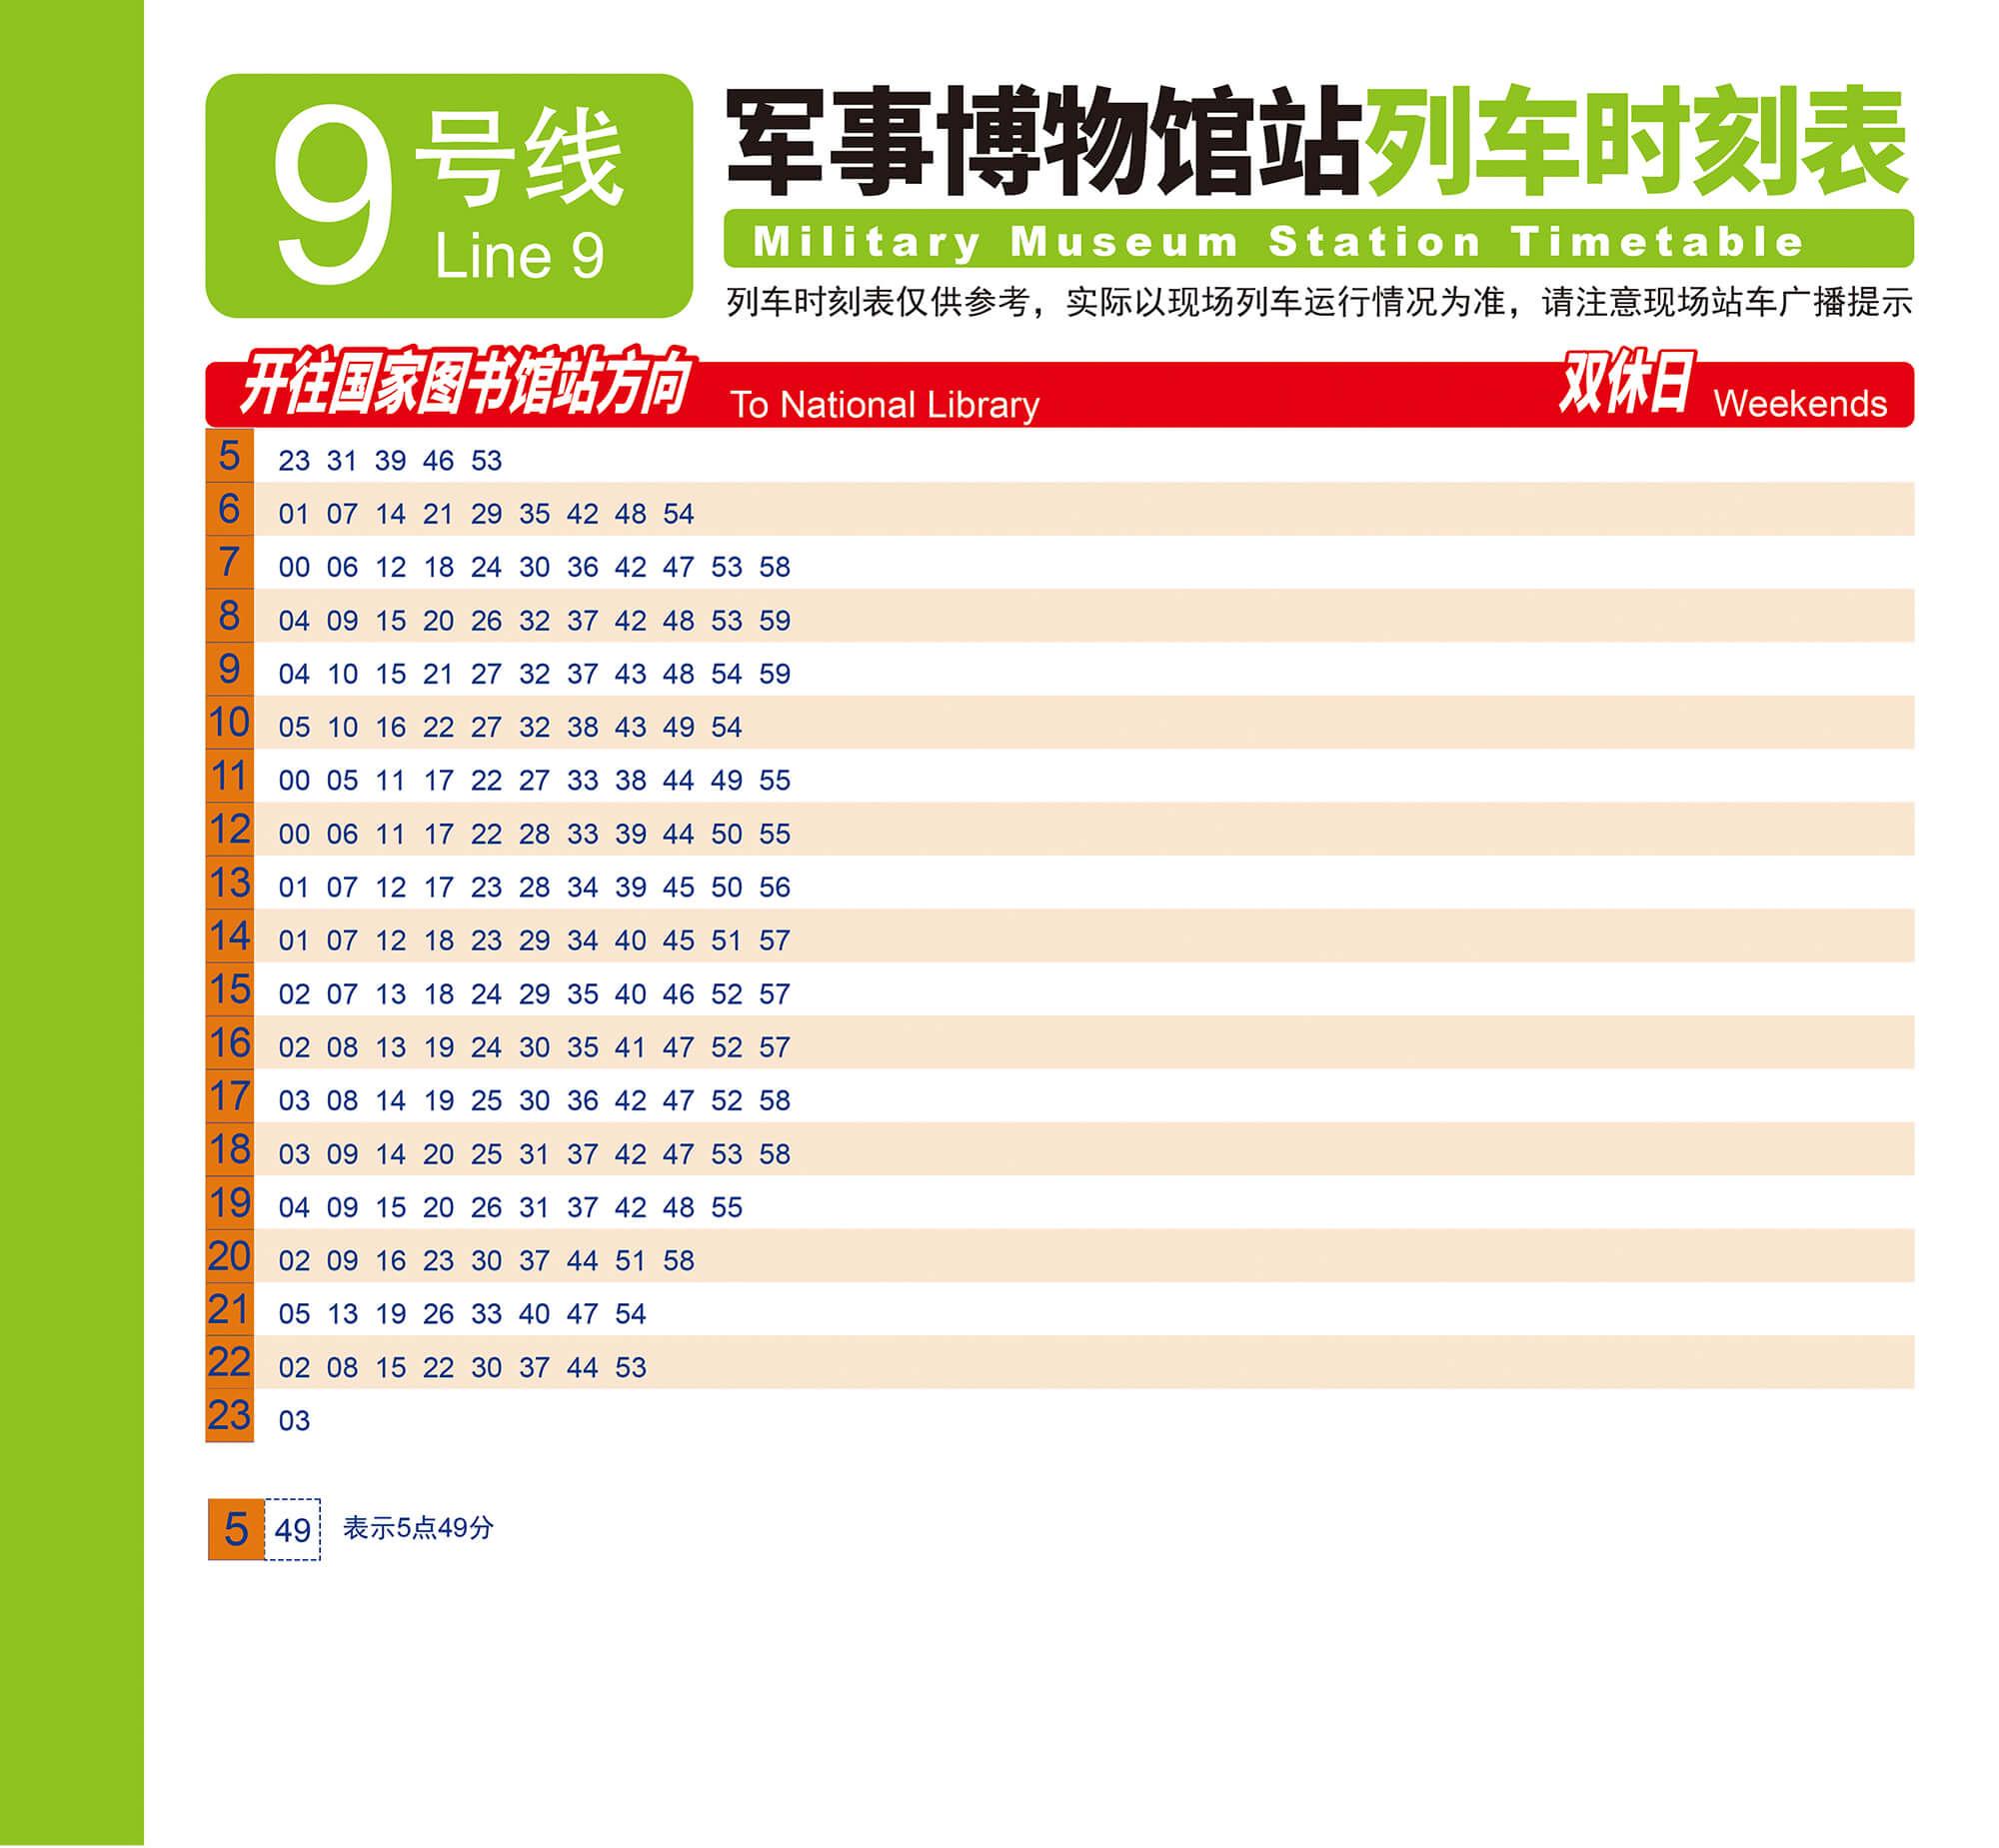 9号线
Line 9
军事博物馆站列车时刻表
Military Museum Station Timetable
列车时刻表仅供参考，实际以现场列车运行情况为准，请注意现场站车广播提示
开往国家图书馆站方向 To National Library 双休日 Weekends
5 23 31 39 46 53
6 01 07 14 21 29 35 42 48 54
7 00 06 12 18 24 30 36 42 47 53 58
8 04 09 15 20 26 32 37 42 48 53 59
9 04 10 15 21 27 32 37 43 48 54 59
10 05 10 16 22 27 32 38 43 49 54
11 00 05 11 17 22 27 33 38 44 49 55
12 00 06 11 17 22 28 33 39 44 50 55
13 01 07 12 17 23 28 34 39 45 50 56
14 01 07 12 18 23 29 34 40 45 51 57
15 02 07 13 18 24 29 35 40 46 52 57
16 02 08 13 19 24 30 35 41 47 52 57
17 03 08 14 19 25 30 36 42 47 52 58
18 03 09 14 20 25 31 37 42 47 53 58
19 04 09 15 20 26 31 37 42 48 55
20 02 09 16 23 30 37 44 51 58
21 05 13 19 26 33 40 47 54
22 02 08 15 22 30 37 44 53
23 03
5 49 表示5点49分